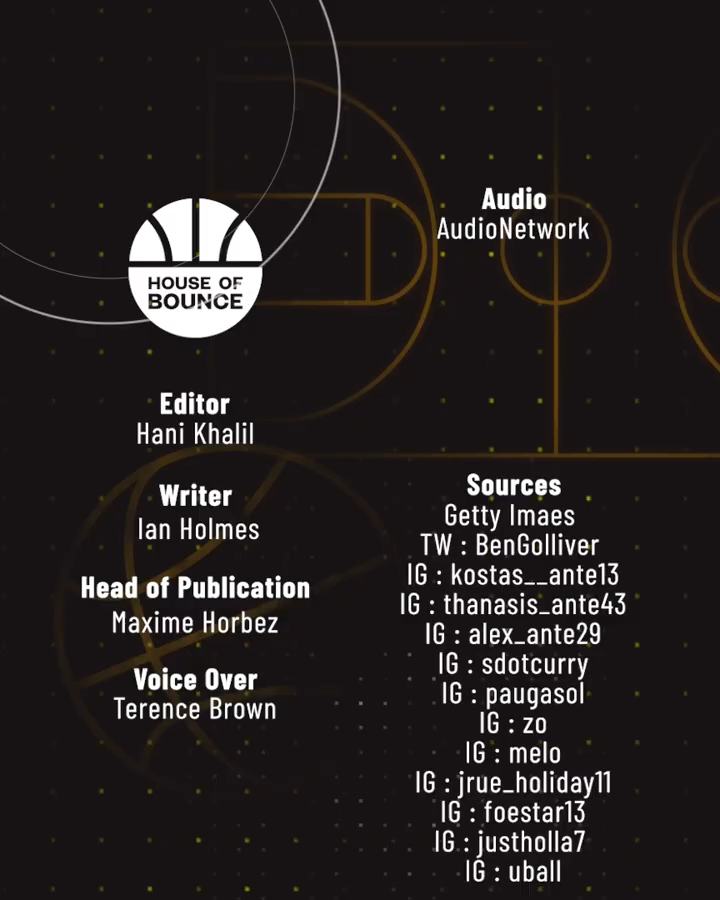 HOUSE OF
BOUNCE
Editor
Hani Khalil
Writer
Ian Holmes
Head of Publication
Maxime Horbez
Voice Over
Terence Brown
Audio
AudioNetwork
Sources
Getty Imaes
TW : BenGolliver
IG : kostas__ante13
IG : thanasis_ante43
IG : alex_ante29
IG : sdotcurry
IG : paugasol
IG : zo
IG : melo
IG : jrue_holiday11
IG : foestar13
IG : justholla7
IG : uball